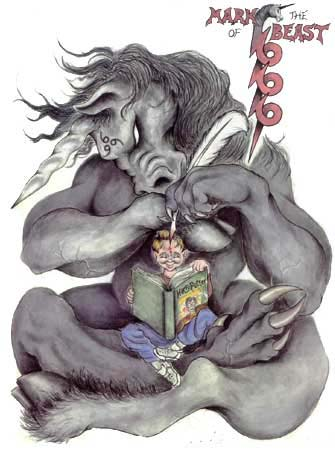 MARK THE
OF BEAST
666
666
HARRY POTTER